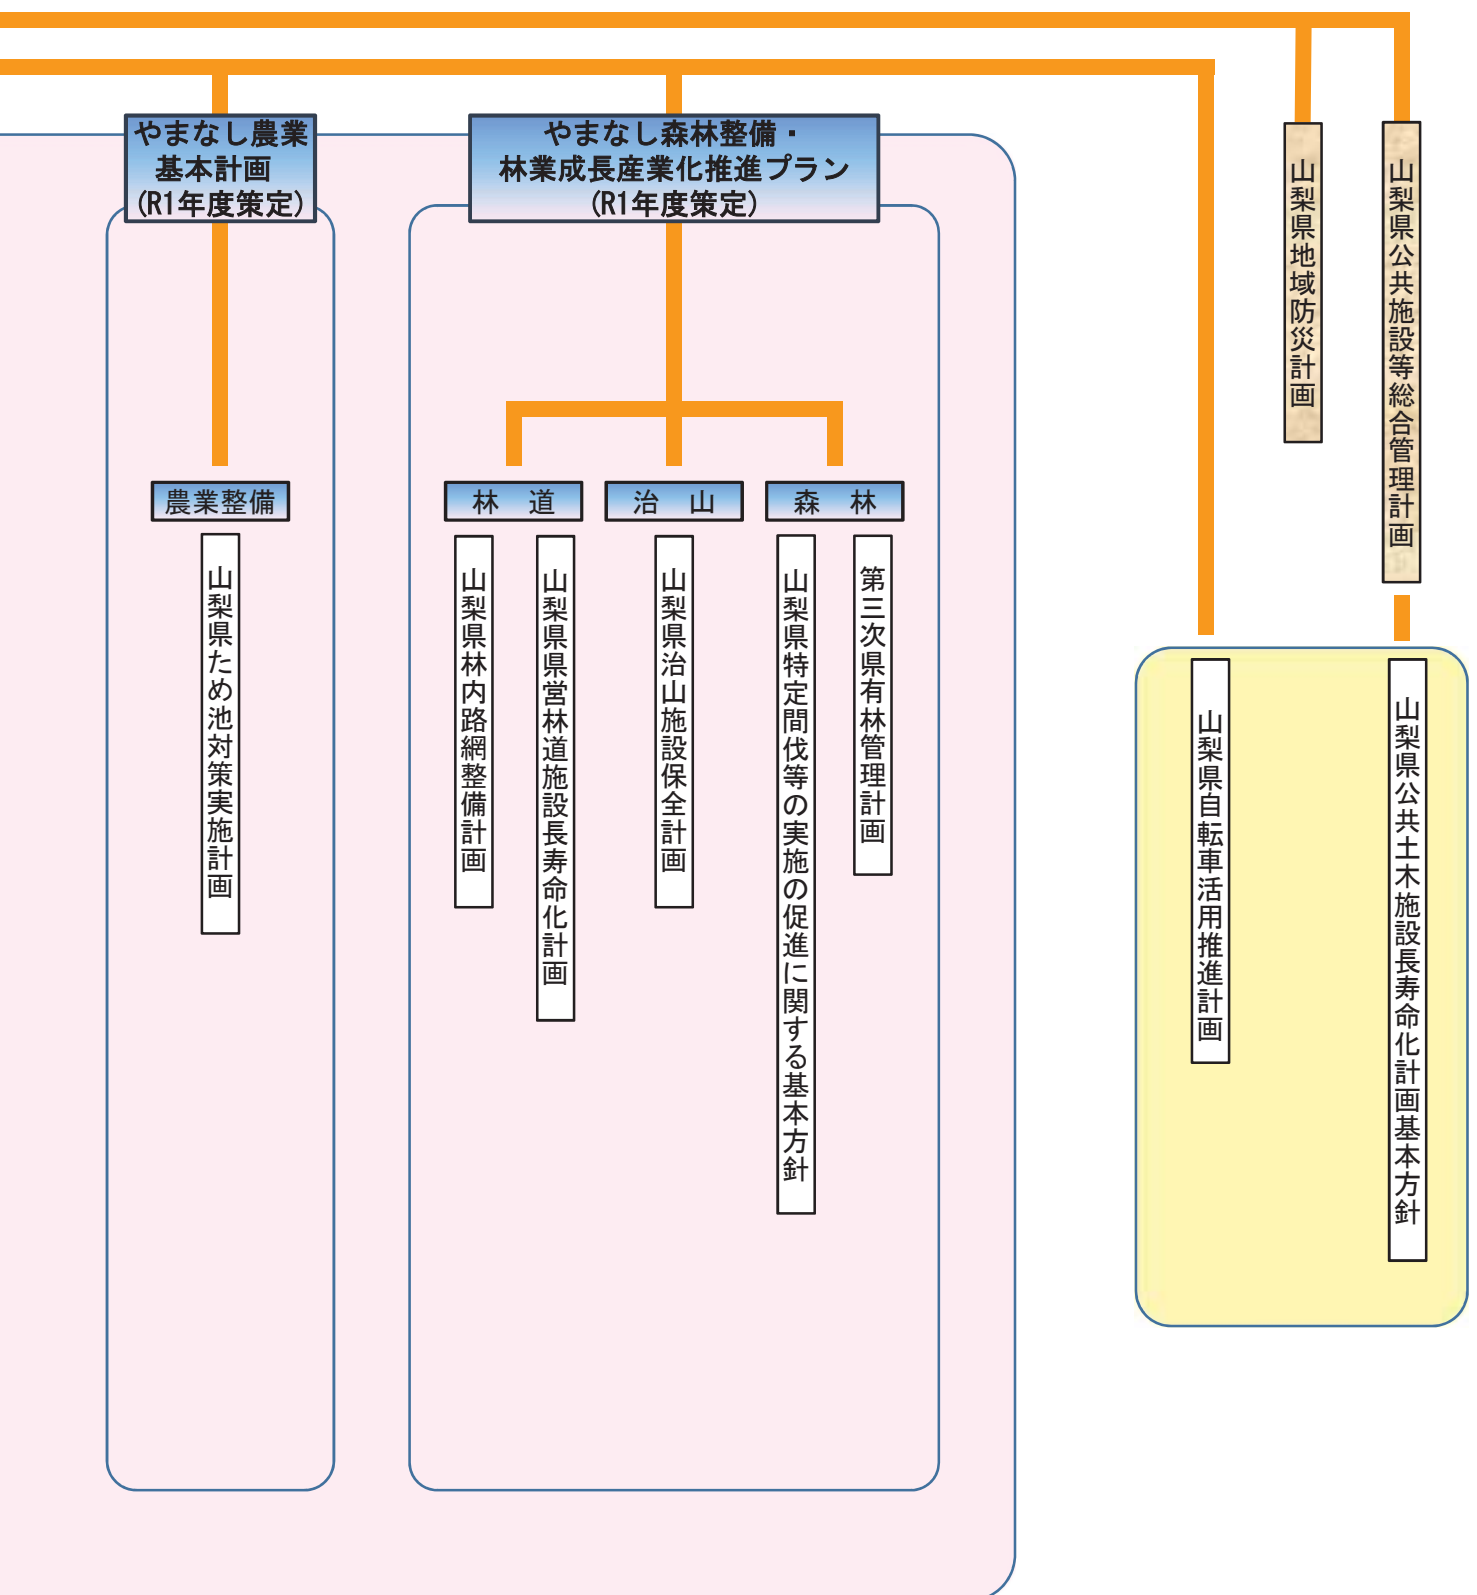 やまなし農業
基本計画
(R1年度策定)
やまなし森林整備・
林業成長産業化推進プラン
(R1年度策定)
山梨県地域防災計画
山梨県公共施設等総合管理計画
農業整備
林　道
治　山
森　林
山梨県ため池対策実施計画
山梨県林内路網整備計画
山梨県県営林道施設長寿命化計画
山梨県治山施設保全計画
山梨県特定間伐等の実施の促進に関する基本方針
第三次県有林管理計画
山梨県自転車活用推進計画
山梨県公共土木施設長寿命化計画基本方針